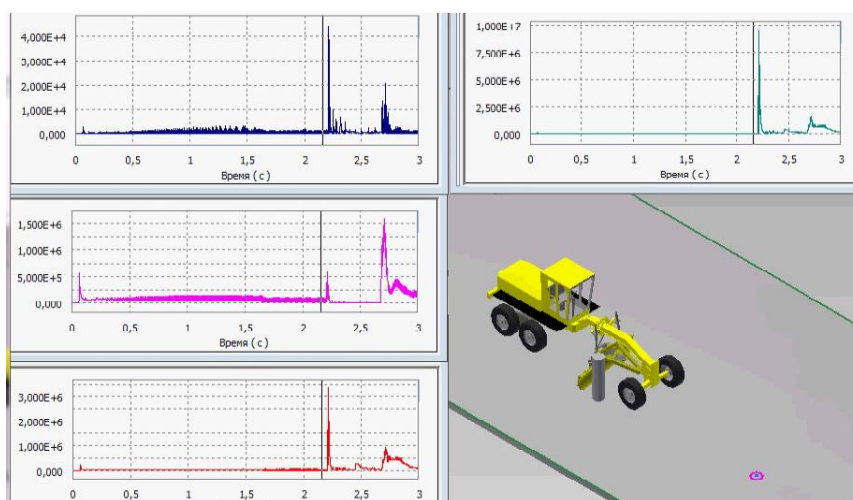 4,000E+4
3,000E+4
2,000E+4
1,000E+4
0,000
0 0,5 1 1,5 2 2,5 3
Время (с)
1,000E+7
7,500E+6
5,000E+6
2,500E+6
0,000
0 0,5 1 1,5 2 2,5 3
Время (с)
1,500E+6
1,000E+6
5,000E+5
0,000
0 0,5 1 1,5 2 2,5 3
Время (с)
3,000E+6
2,000E+6
1,000E+6
0,000
0 0,5 1 1,5 2 2,5 3
Время (с)